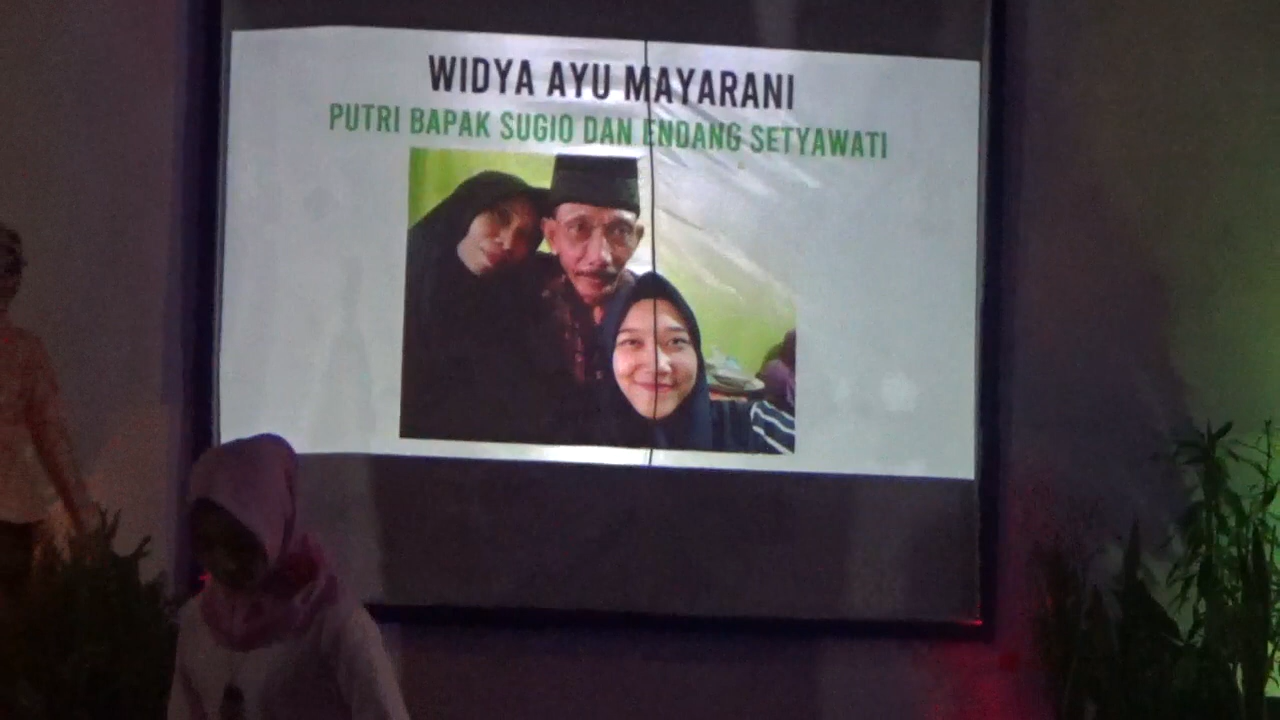 WIDYA AYU MAYARANI
PUTRI BAPAK SUGIO DAN ENDANG SETYAWATI